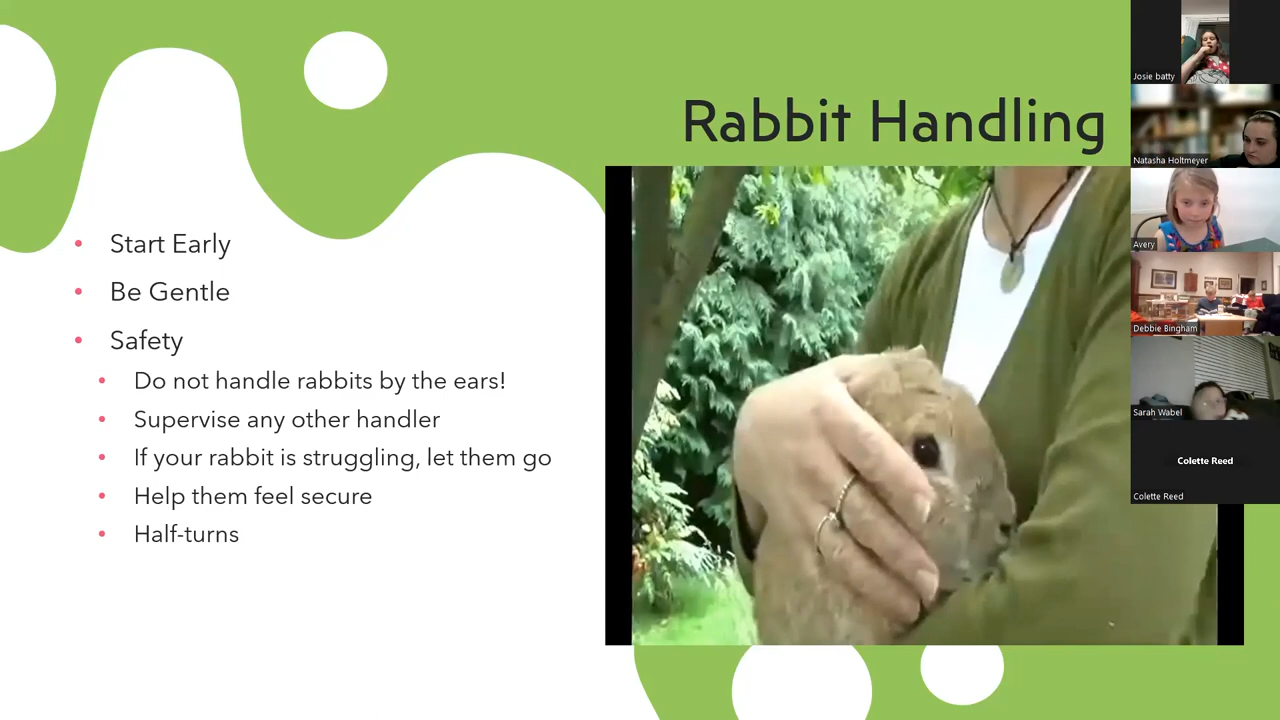 Rabbit Handling
Start Early
Be Gentle
Safety
Do not handle rabbits by the ears!
Supervise any other handler
If your rabbit is struggling, let them go
Help them feel secure
Half-turns
Josie batty
Natasha Holtmeyer
Avery
Debbie Bingham
Sarah Wabel
Colette Reed
Colette Reed